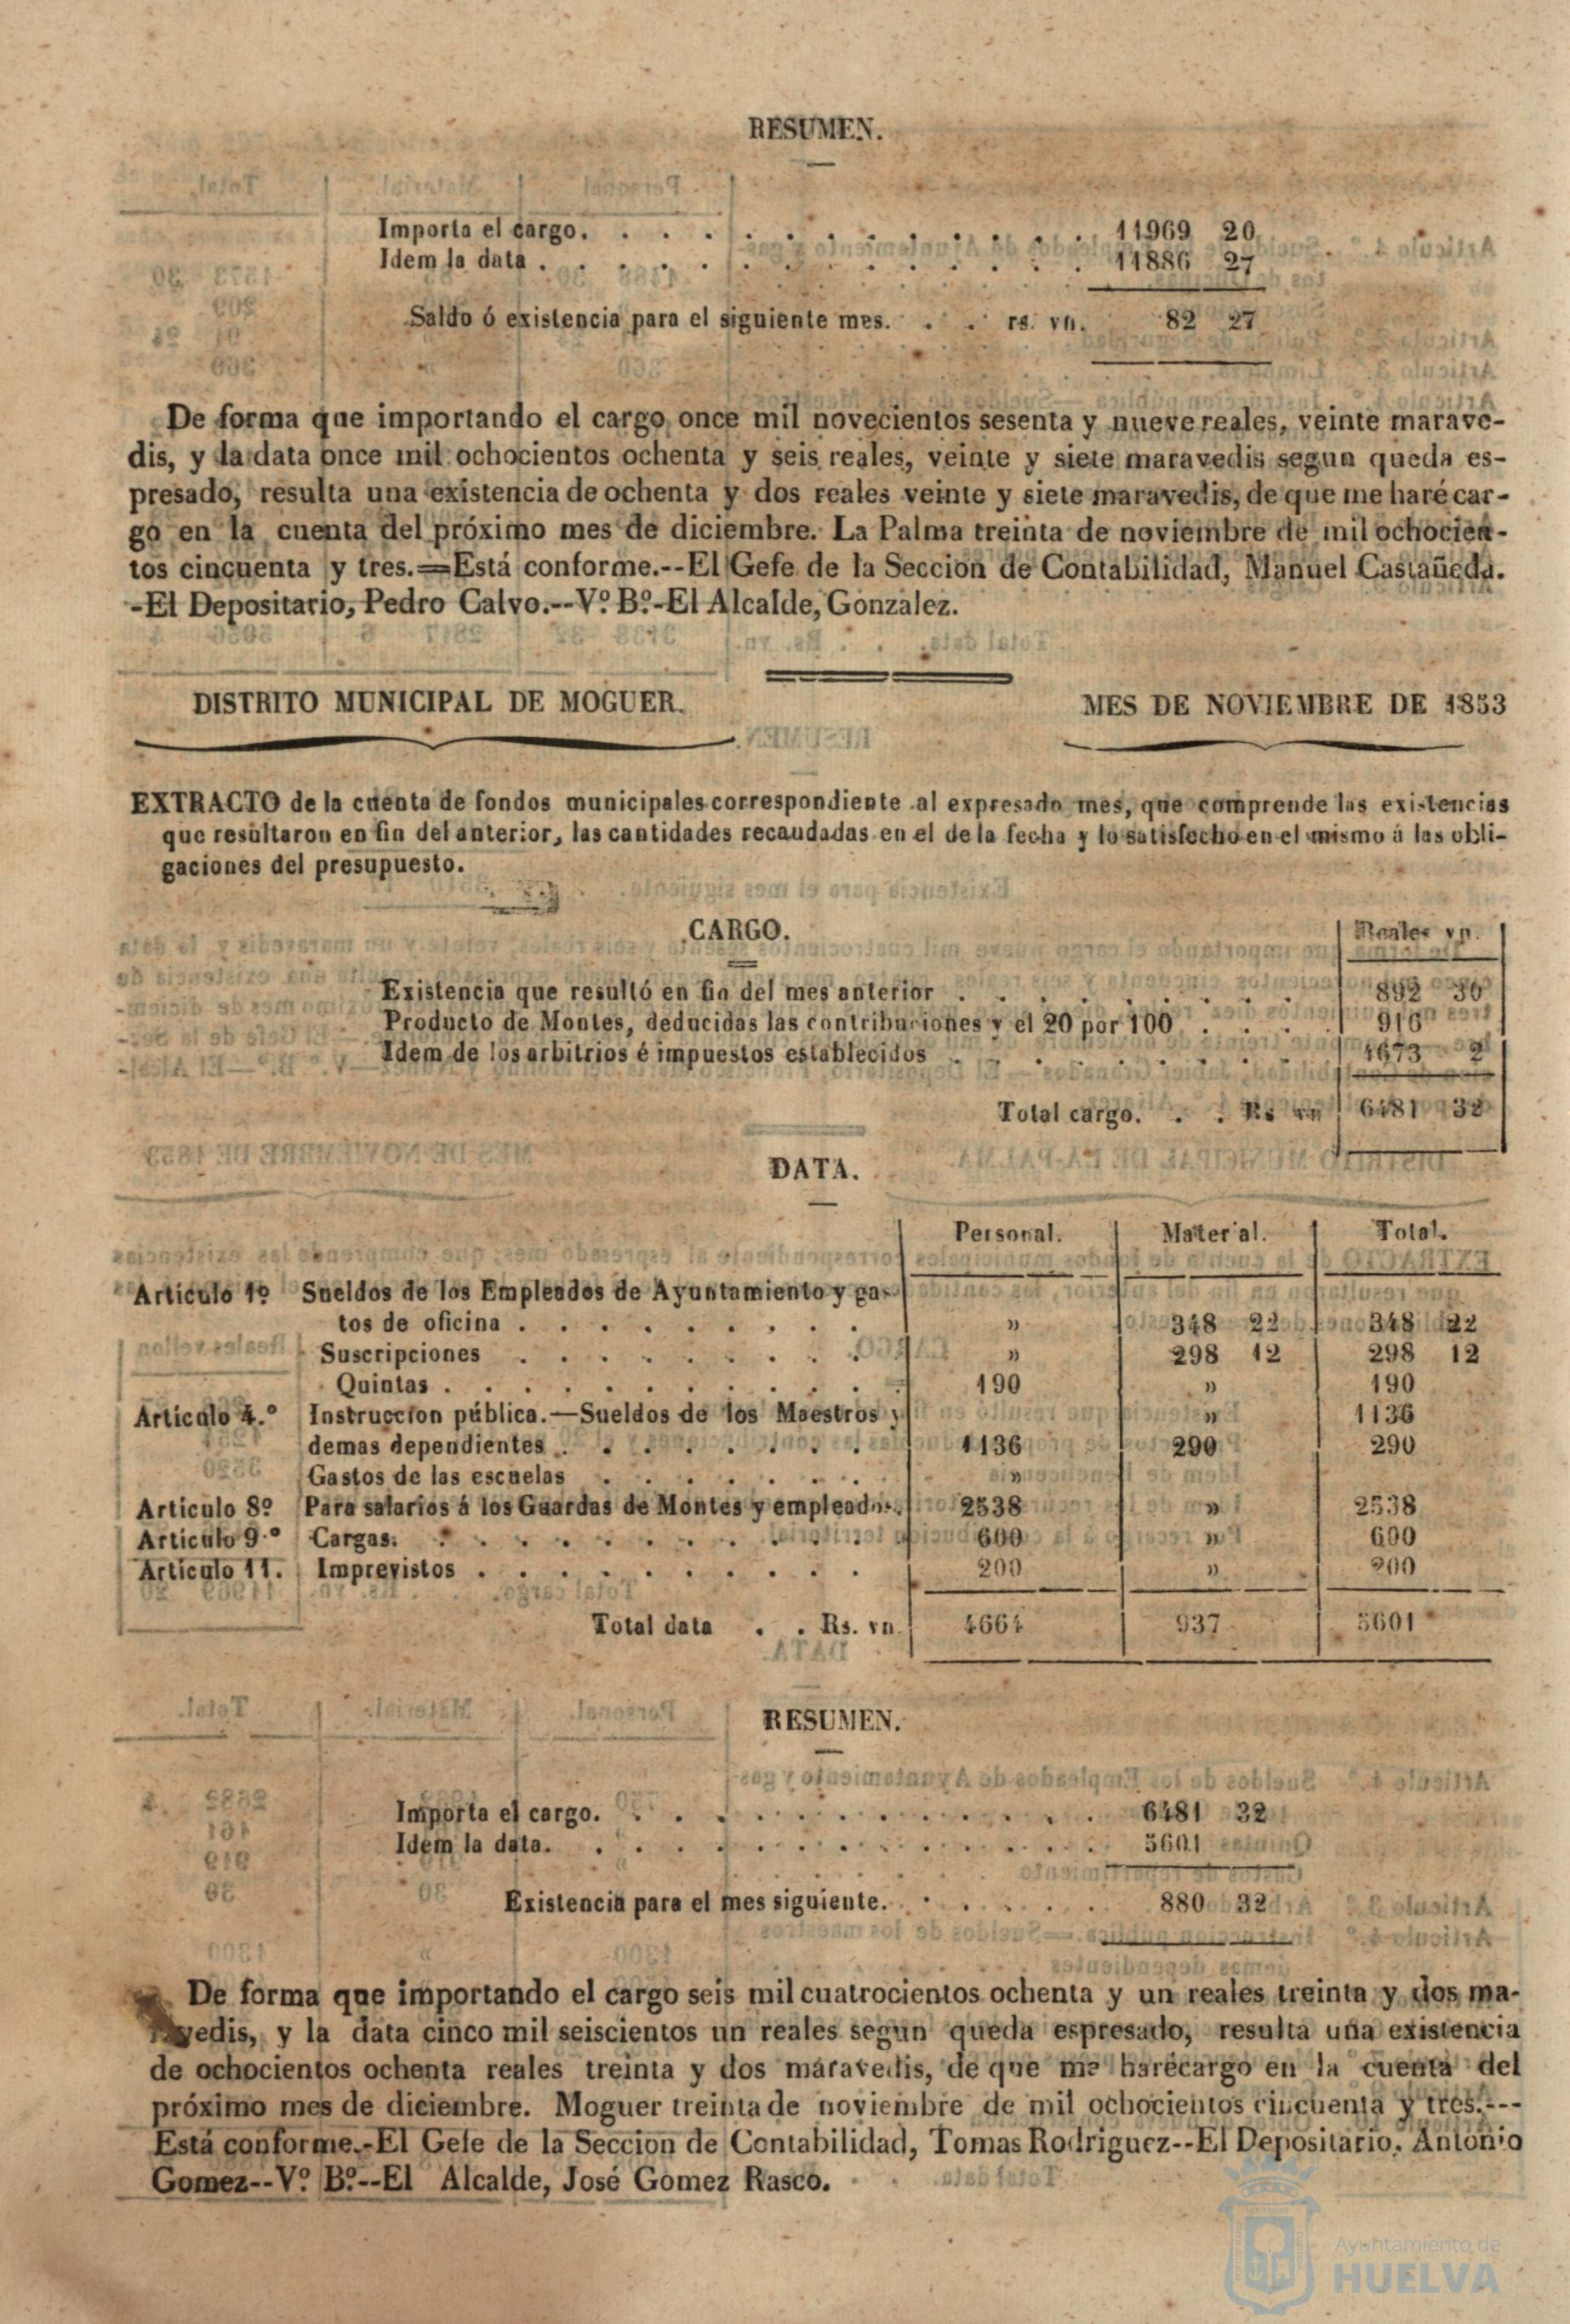 RESUMEN.
Importa el cargo. . . . . . . . . . . . . 11969 20
Idem la data . . . . . . . . . . . . . . 11886 27
Saldo ó existencia para el siguiente mes. . . rs. vn. 82 27
De forma que importando el cargo once mil novecientos sesenta y nueve reales, veinte marave-
dis, y la data once mil ochocientos ochenta y seis reales, veinte y siete maravedis segun queda es-
presado, resulta una existencia de ochenta y dos reales veinte y siete maravedis, de que me haré car-
go en la cuenta del próximo mes de diciembre. La Palma treinta de noviembre de mil ochocien-
tos cincuenta y tres.=Está conforme.--El Gefe de la Seccion de Contabilidad, Manuel Castañeda.
-El Depositario, Pedro Calvo.--Vº Bº-El Alcalde, Gonzalez.
DISTRITO MUNICIPAL DE MOGUER. MES DE NOVIEMBRE DE 1853
EXTRACTO de la cuenta de fondos municipales correspondiente al expresado mes, que comprende las existencias
que resultaron en fin del anterior, las cantidades recaudadas en el de la fecha y lo satisfecho en el mismo á las obli-
gaciones del presupuesto.
CARGO. Reales vn.
Existencia que resultó en fin del mes anterior . . . . . . . . . 892 30
Producto de Montes, deducidas las contribuciones y el 20 por 100 . . . . 916
Idem de los arbitrios é impuestos establecidos . . . . . . . . . 4673 2
Total cargo. . . Rs vn 6481 32
DATA.
Personal. Material. Total.
Articulo 1º Sueldos de los Empleados de Ayuntamiento y gas-
tos de oficina . . . . . . . . . » 348 22 348 22
Suscripciones . . . . . . . . . » 298 12 298 12
Quintas . . . . . . . . . . . 190 » 190
Articulo 4.º Instruccion pública.—Sueldos de los Maestros y » 1136
demas dependientes . . . . . . . . 1136 290 290
Gastos de las escuelas . . . . . . . »
Articulo 8º Para salarios á los Guardas de Montes y empleados. 2538 » 2538
Articulo 9.º Cargas. . . . . . . . . . . . 600 » 600
Articulo 11. Imprevistos . . . . . . . . . . 200 » 200
Total data . . Rs. vn. 4664 937 5601
RESUMEN.
Importa el cargo. . . . . . . . . . . . . 6481 32
Idem la data. . . . . . . . . . . . . . 5601
Existencia para el mes siguiente. . . . . . . 880 32
De forma que importando el cargo seis mil cuatrocientos ochenta y un reales treinta y dos ma-
vedis, y la data cinco mil seiscientos un reales segun queda espresado, resulta una existencia
de ochocientos ochenta reales treinta y dos maravedis, de que me haré cargo en la cuenta del
próximo mes de diciembre. Moguer treinta de noviembre de mil ochocientos cincuenta y tres.---
Está conforme.-El Gefe de la Seccion de Contabilidad, Tomas Rodriguez--El Depositario, Antonio
Gomez--Vº Bº--El Alcalde, José Gomez Rasco.
Ayuntamiento de
HUELVA